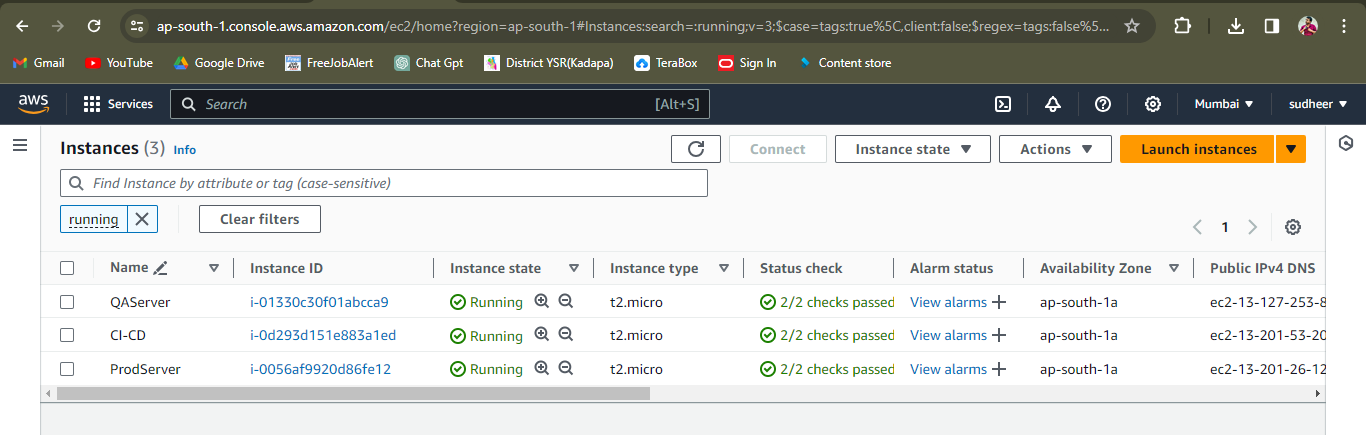 ap-south-1.console.aws.amazon.com/ec2/home?region=ap-south-1#Instances:search=:running;v=3;$case=tags:true%5C,client:false;$regex=tags:false%5...
Gmail YouTube Google Drive FreeJobAlert Chat Gpt District YSR(Kadapa) TeraBox Sign In Content store
aws Services Search [Alt+S] Mumbai sudheer
Instances (3) Info Connect Instance state Actions Launch instances
Find Instance by attribute or tag (case-sensitive)
running Clear filters 1
Name Instance ID Instance state Instance type Status check Alarm status Availability Zone Public IPv4 DNS
QAServer i-01330c30f01abcca9 Running t2.micro 2/2 checks passed View alarms ap-south-1a ec2-13-127-253-8
CI-CD i-0d293d151e883a1ed Running t2.micro 2/2 checks passed View alarms ap-south-1a ec2-13-201-53-20
ProdServer i-0056af9920d86fe12 Running t2.micro 2/2 checks passed View alarms ap-south-1a ec2-13-201-26-12